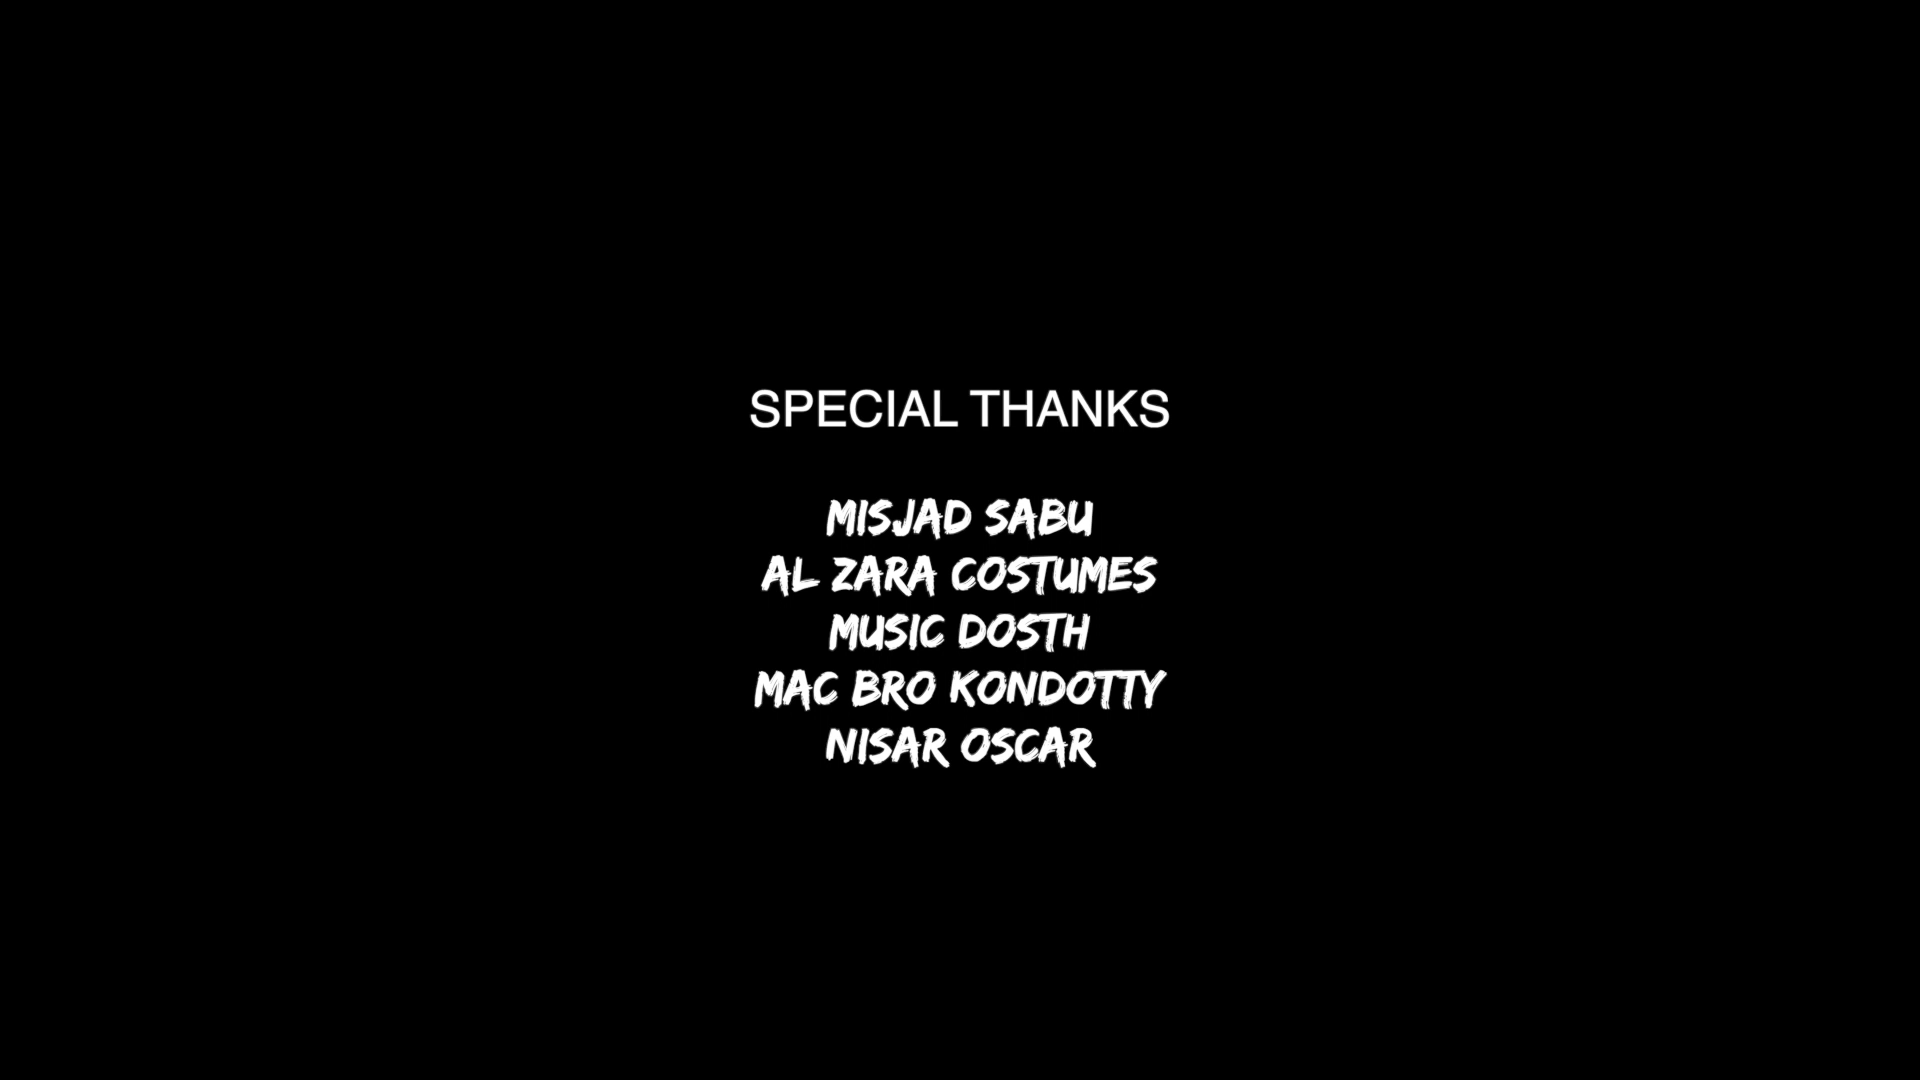 SPECIAL THANKS
MISJAD SABU
AL ZARA COSTUMES
MUSIC DOSTH
MAC BRO KONDOTTY
NISAR OSCAR